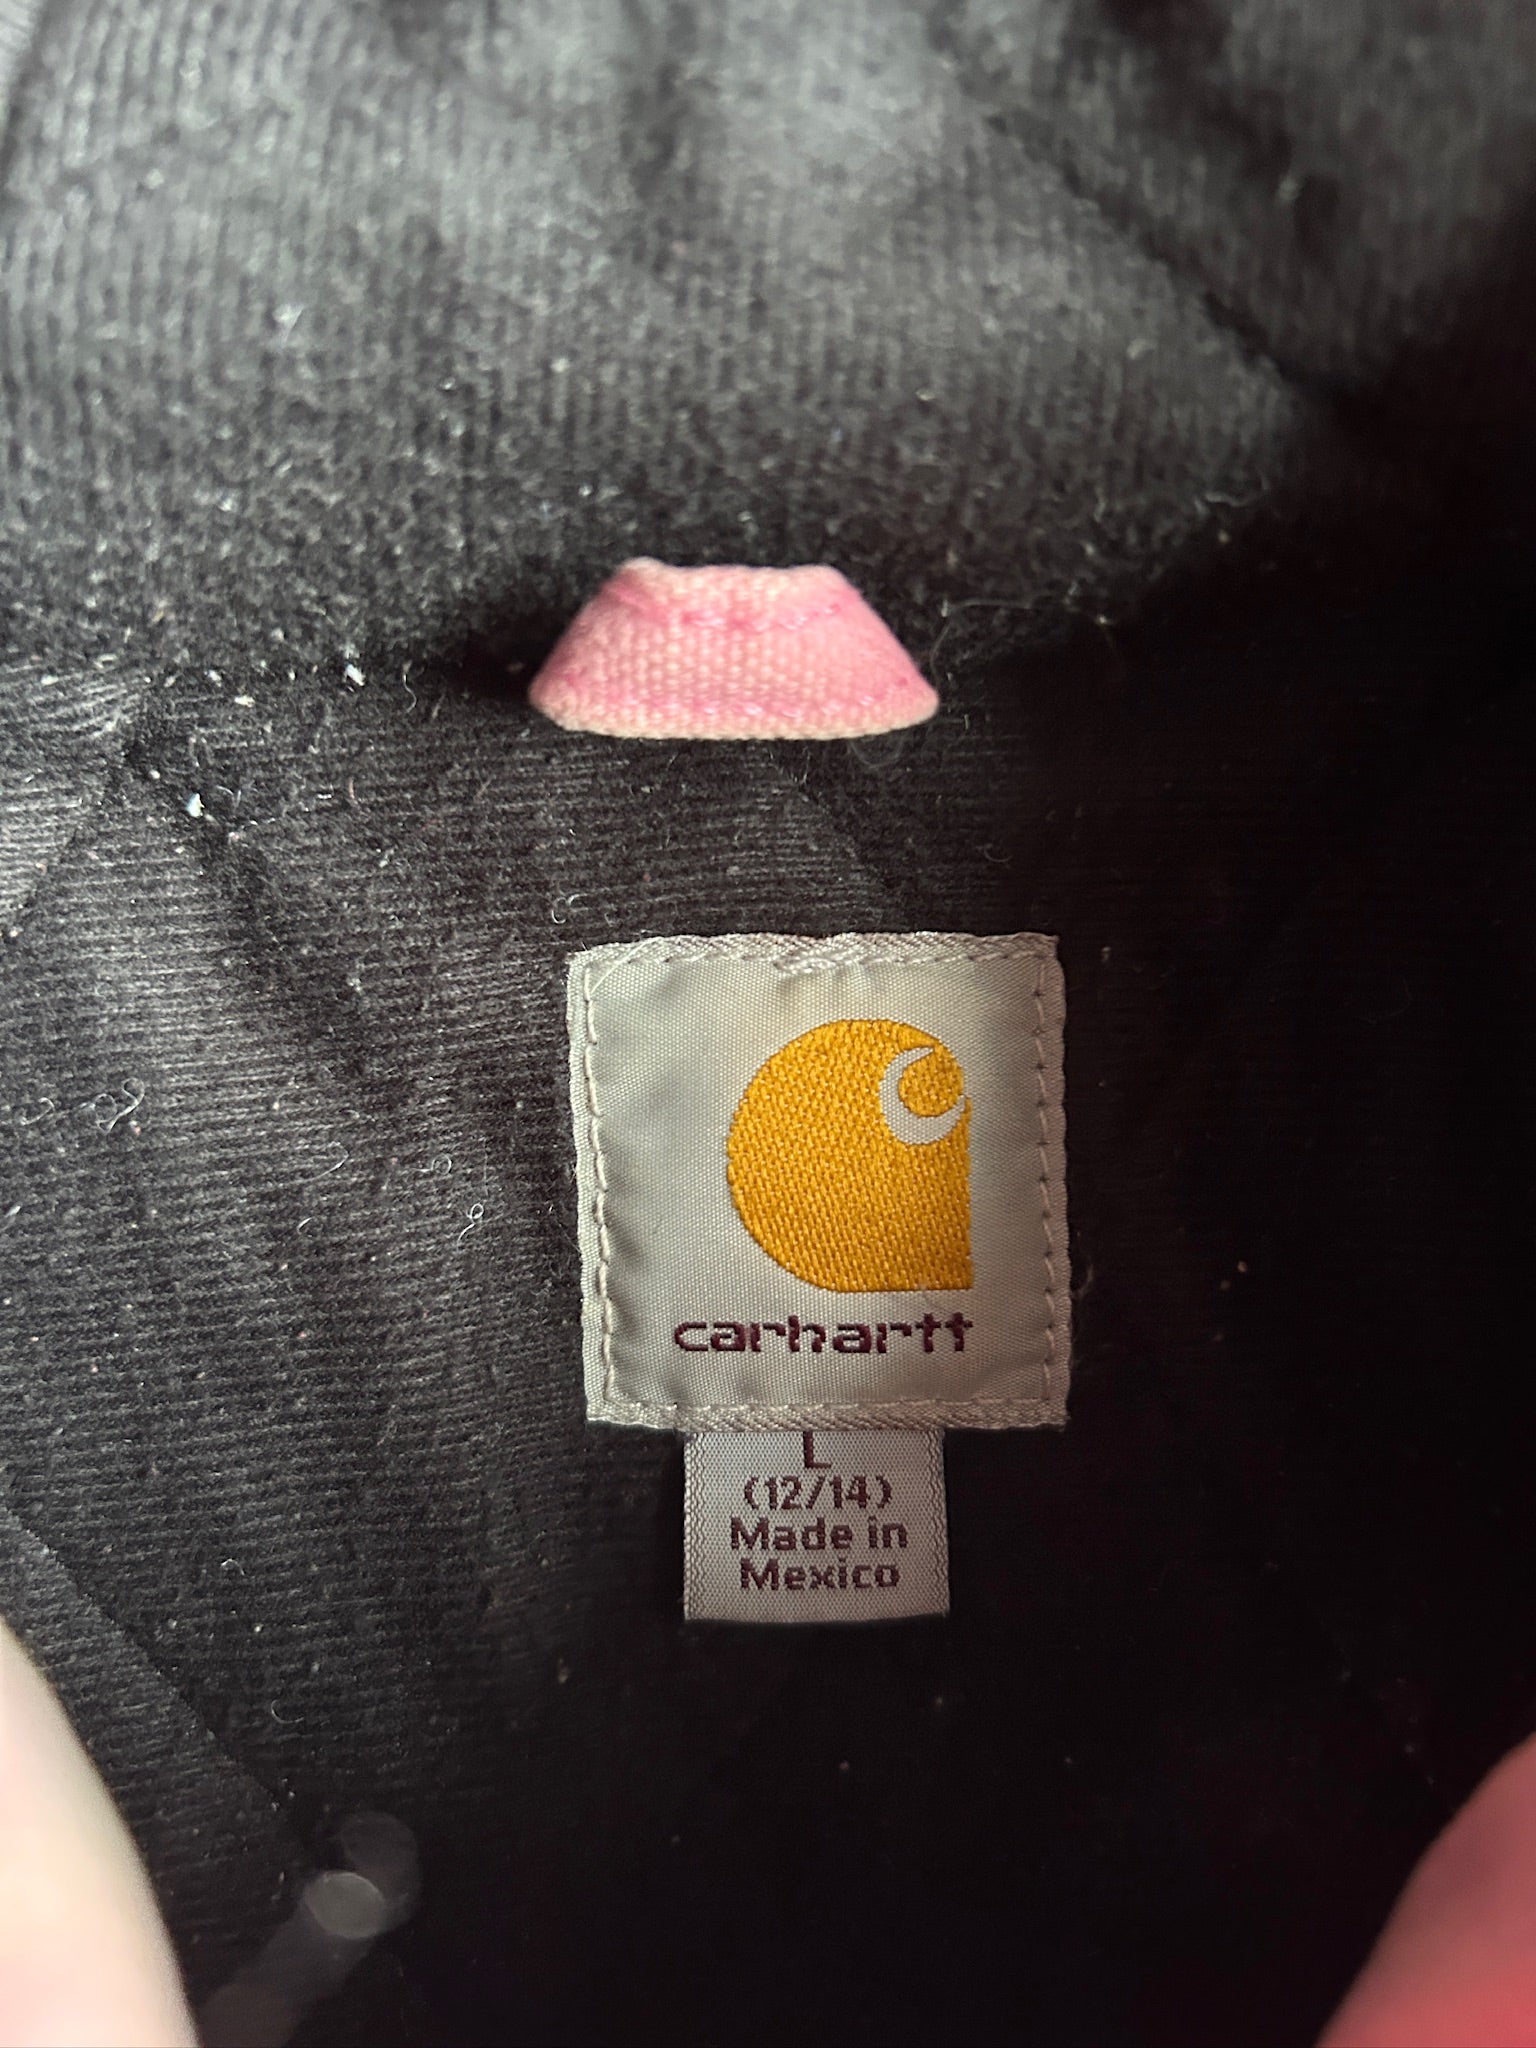 carhartt
L
(12/14)
Made in
Mexico